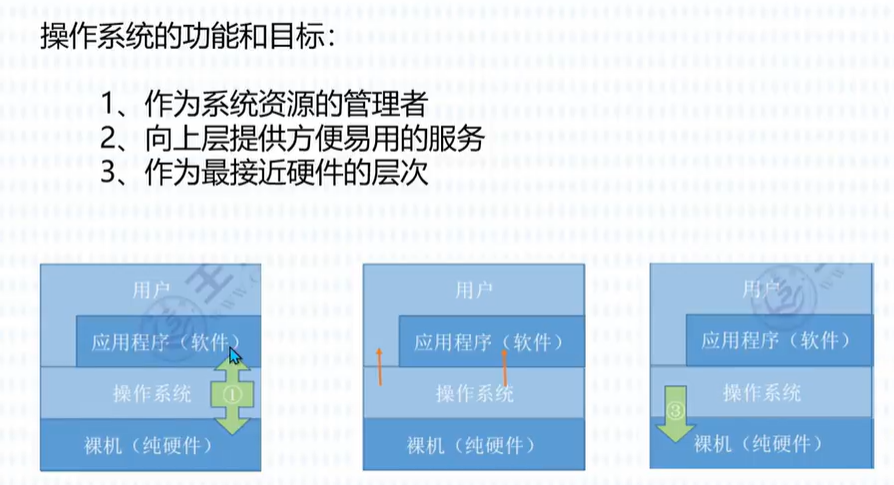 操作系统的功能和目标：
1、作为系统资源的管理者
2、向上层提供方便易用的服务
3、作为最接近硬件的层次
用户
应用程序（软件）
操作系统
①
裸机（纯硬件）
用户
应用程序（软件）
操作系统
裸机（纯硬件）
用户
应用程序（软件）
操作系统
③
裸机（纯硬件）